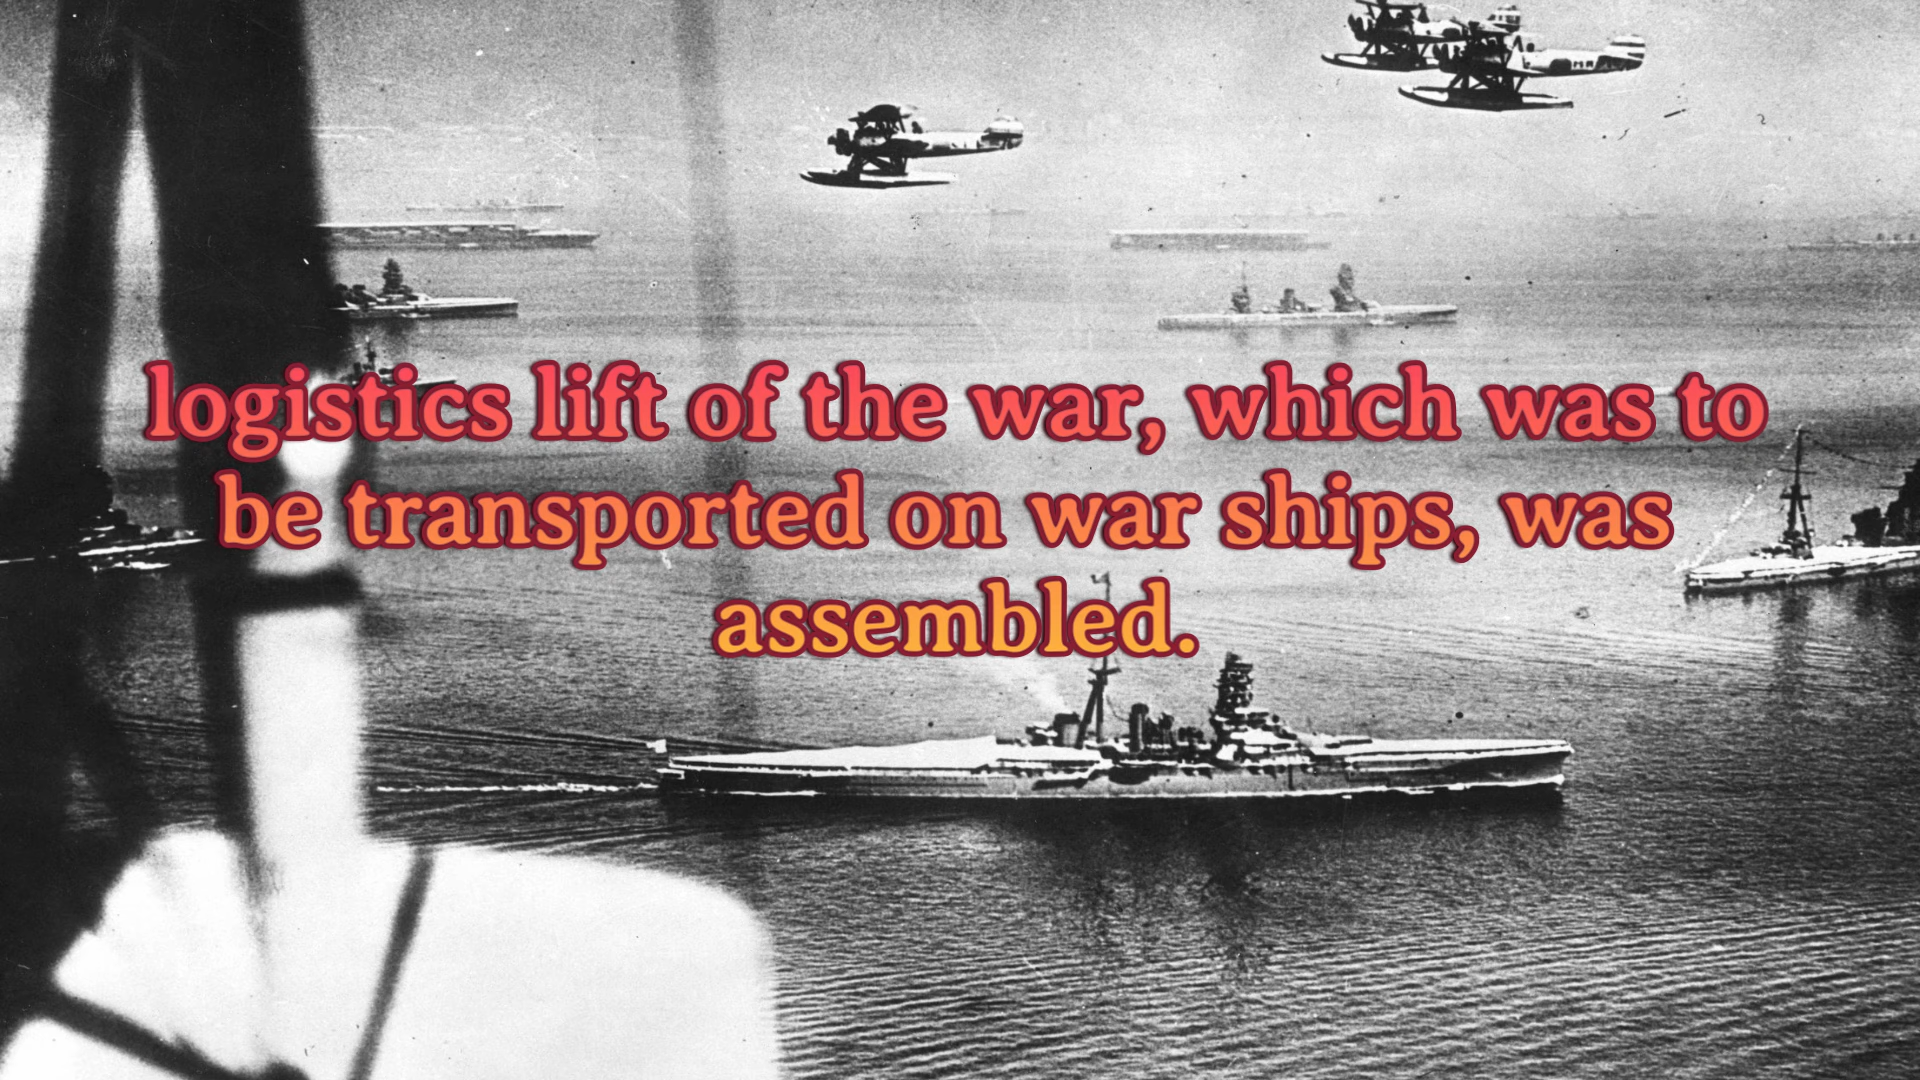 logistics lift of the war, which was to
be transported on war ships, was
assembled.